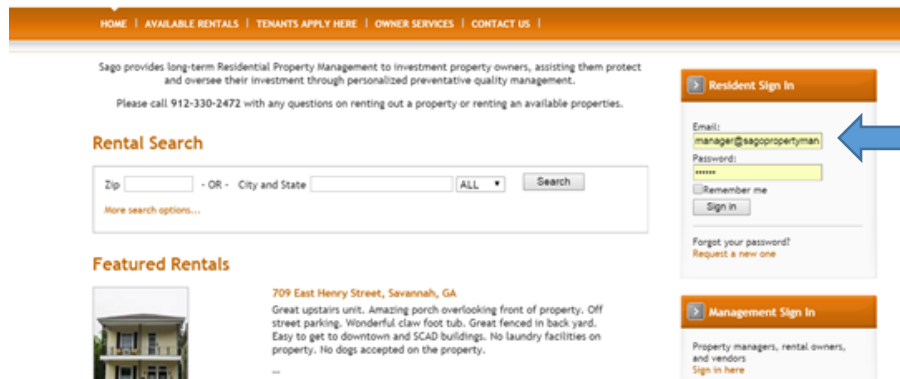 HOME | AVAILABLE RENTALS | TENANTS APPLY HERE | OWNER SERVICES | CONTACT US |
Sago provides long-term Residential Property Management to investment property owners, assisting them protect
and oversee their investment through personalized preventative quality management.
Please call 912-330-2472 with any questions on renting out a property or renting an available properties.
Rental Search
Zip - OR - City and State ALL Search
More search options...
Featured Rentals
709 East Henry Street, Savannah, GA
Great upstairs unit. Amazing porch overlooking front of property. Off
street parking. Wonderful claw foot tub. Great fenced in back yard.
Easy to get to downtown and SCAD buildings. No laundry facilities on
property. No dogs accepted on the property.
...
Resident Sign In
Email:
manager@sagopropertyman
Password:
••••••
Remember me
Sign in
Forgot your password?
Request a new one
Management Sign In
Property managers, rental owners,
and vendors
Sign in here